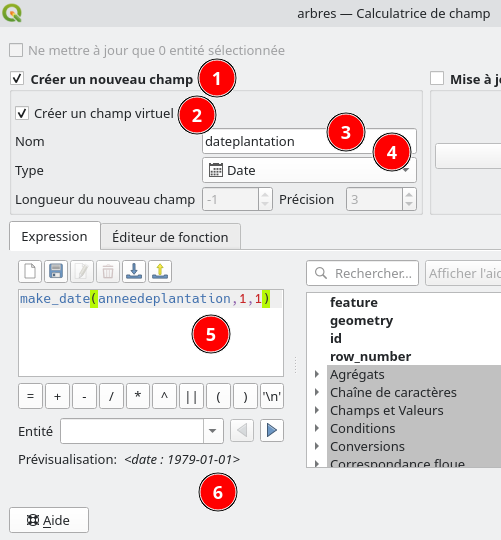 arbres — Calculatrice de champ
Ne mettre à jour que 0 entité sélectionnée
Créer un nouveau champ 1
Mise à jo
Créer un champ virtuel 2
Nom dateplantation 3
4
Type Date
Longueur du nouveau champ -1 Précision 3
Expression Éditeur de fonction
Rechercher... Afficher l'aid
make_date(anneedeplantation,1,1)
5
feature
geometry
id
row_number
Agrégats
Chaîne de caractères
Champs et Valeurs
Conditions
Conversions
Correspondance floue
= + - / * ^ || ( ) '\n'
Entité
Prévisualisation: <date : 1979-01-01>
6
Aide